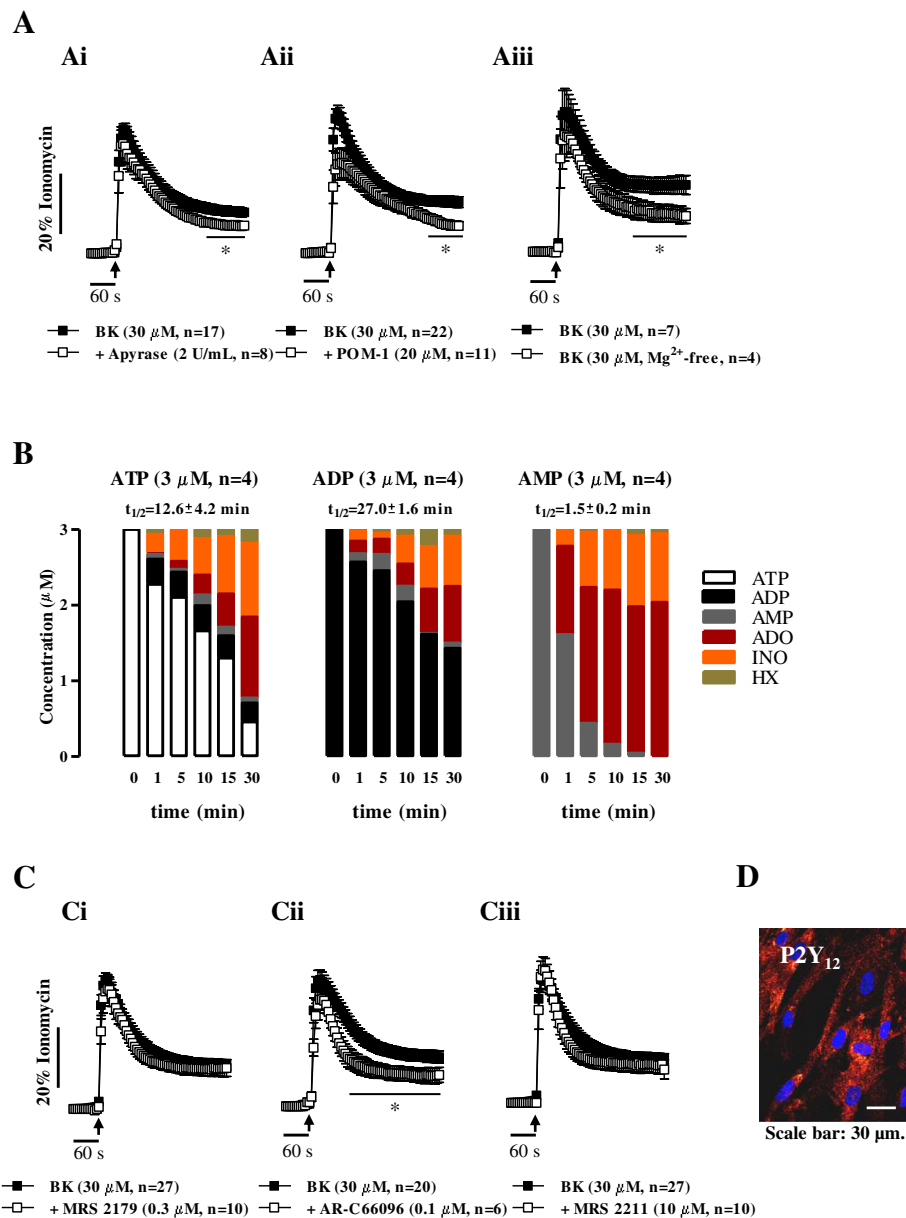 A
Ai
Aii
Aiii
20% Ionomycin
*
*
*
60 s
60 s
60 s
BK (30 μM, n=17)
+ Apyrase (2 U/mL, n=8)
BK (30 μM, n=22)
+ POM-1 (20 μM, n=11)
BK (30 μM, n=7)
BK (30 μM, Mg²⁺-free, n=4)
B
ATP (3 μM, n=4)
ADP (3 μM, n=4)
AMP (3 μM, n=4)
t₁/₂=12.6±4.2 min
t₁/₂=27.0±1.6 min
t₁/₂=1.5±0.2 min
Concentration (μM)
3
2
1
0
0 1 5 10 15 30
0 1 5 10 15 30
0 1 5 10 15 30
time (min)
time (min)
time (min)
ATP
ADP
AMP
ADO
INO
HX
C
D
Ci
Cii
Ciii
P2Y₁₂
20% Ionomycin
*
60 s
60 s
60 s
Scale bar: 30 μm.
BK (30 μM, n=27)
+ MRS 2179 (0.3 μM, n=10)
BK (30 μM, n=20)
+ AR-C66096 (0.1 μM, n=6)
BK (30 μM, n=27)
+ MRS 2211 (10 μM, n=10)